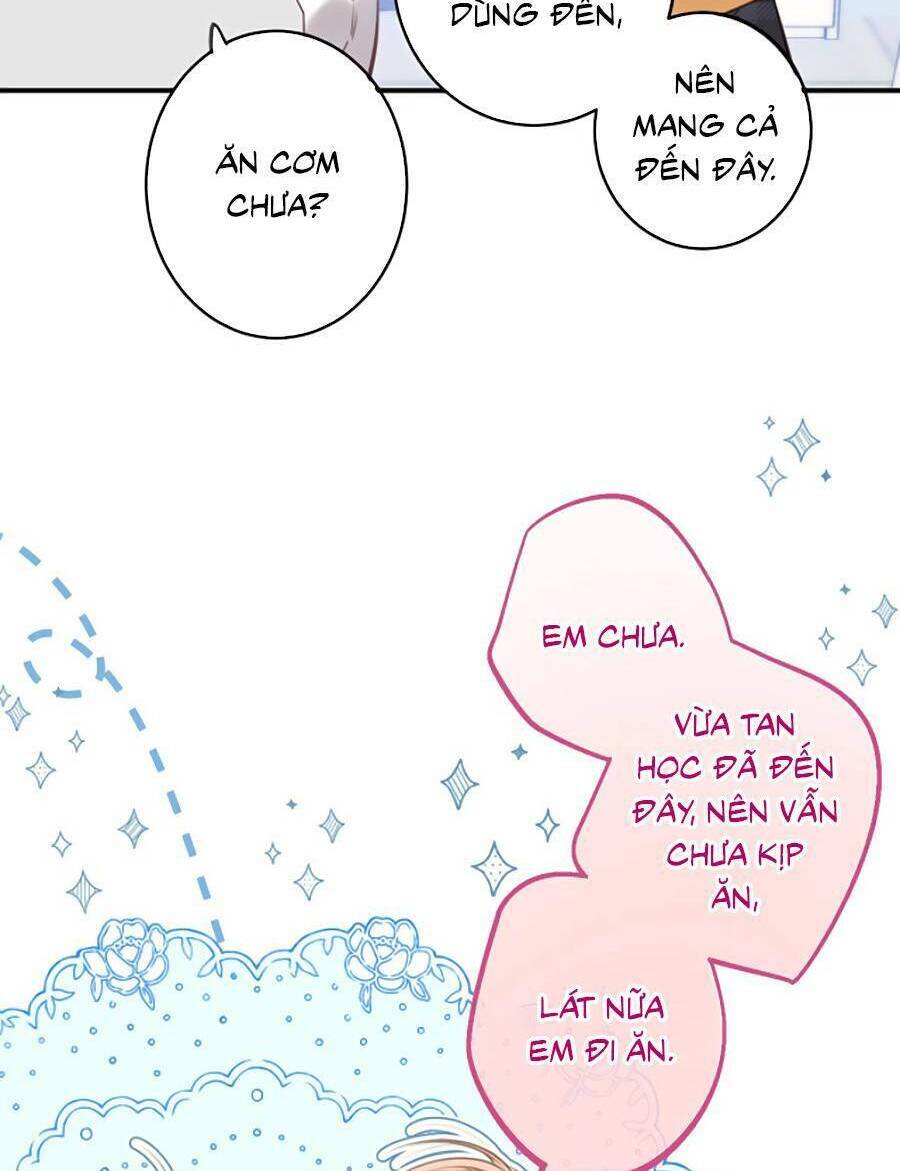 DÙNG ĐẾN,
NÊN
MANG CẢ
ĐẾN ĐÂY.
ĂN CƠM
CHƯA?
EM CHƯA.
VỪA TAN
HỌC ĐÃ ĐẾN
ĐÂY, NÊN VẪN
CHƯA KỊP
ĂN,
LÁT NỮA
EM ĐI ĂN.